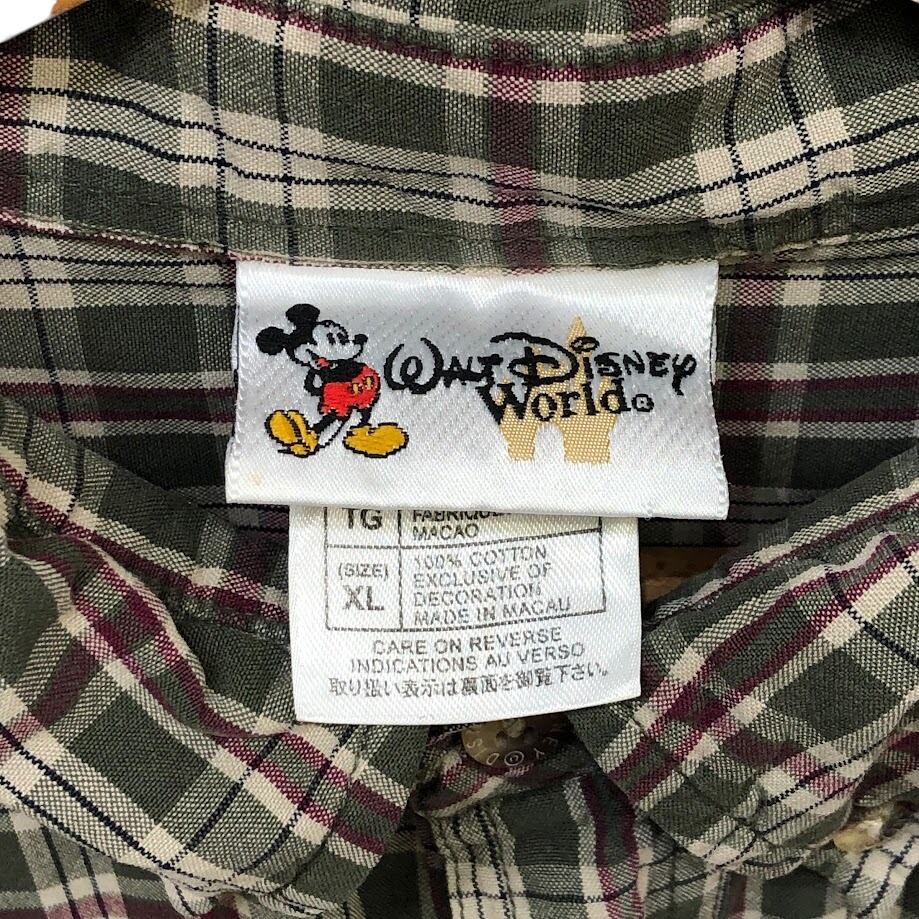 Walt Disney
World®
TG
FABRIQUÉ
MACAO
(SIZE)
XL
100% COTTON
EXCLUSIVE OF
DECORATION
MADE IN MACAU
CARE ON REVERSE
INDICATIONS AU VERSO
取り扱い表示は裏面を御覧下さい。